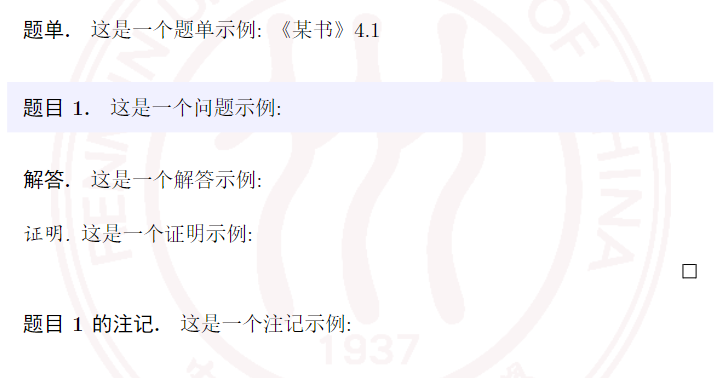 题单. 这是一个题单示例: 《某书》4.1
题目 1. 这是一个问题示例:
解答. 这是一个解答示例:
证明. 这是一个证明示例:
□
题目 1 的注记. 这是一个注记示例:
OF CHINA
1937